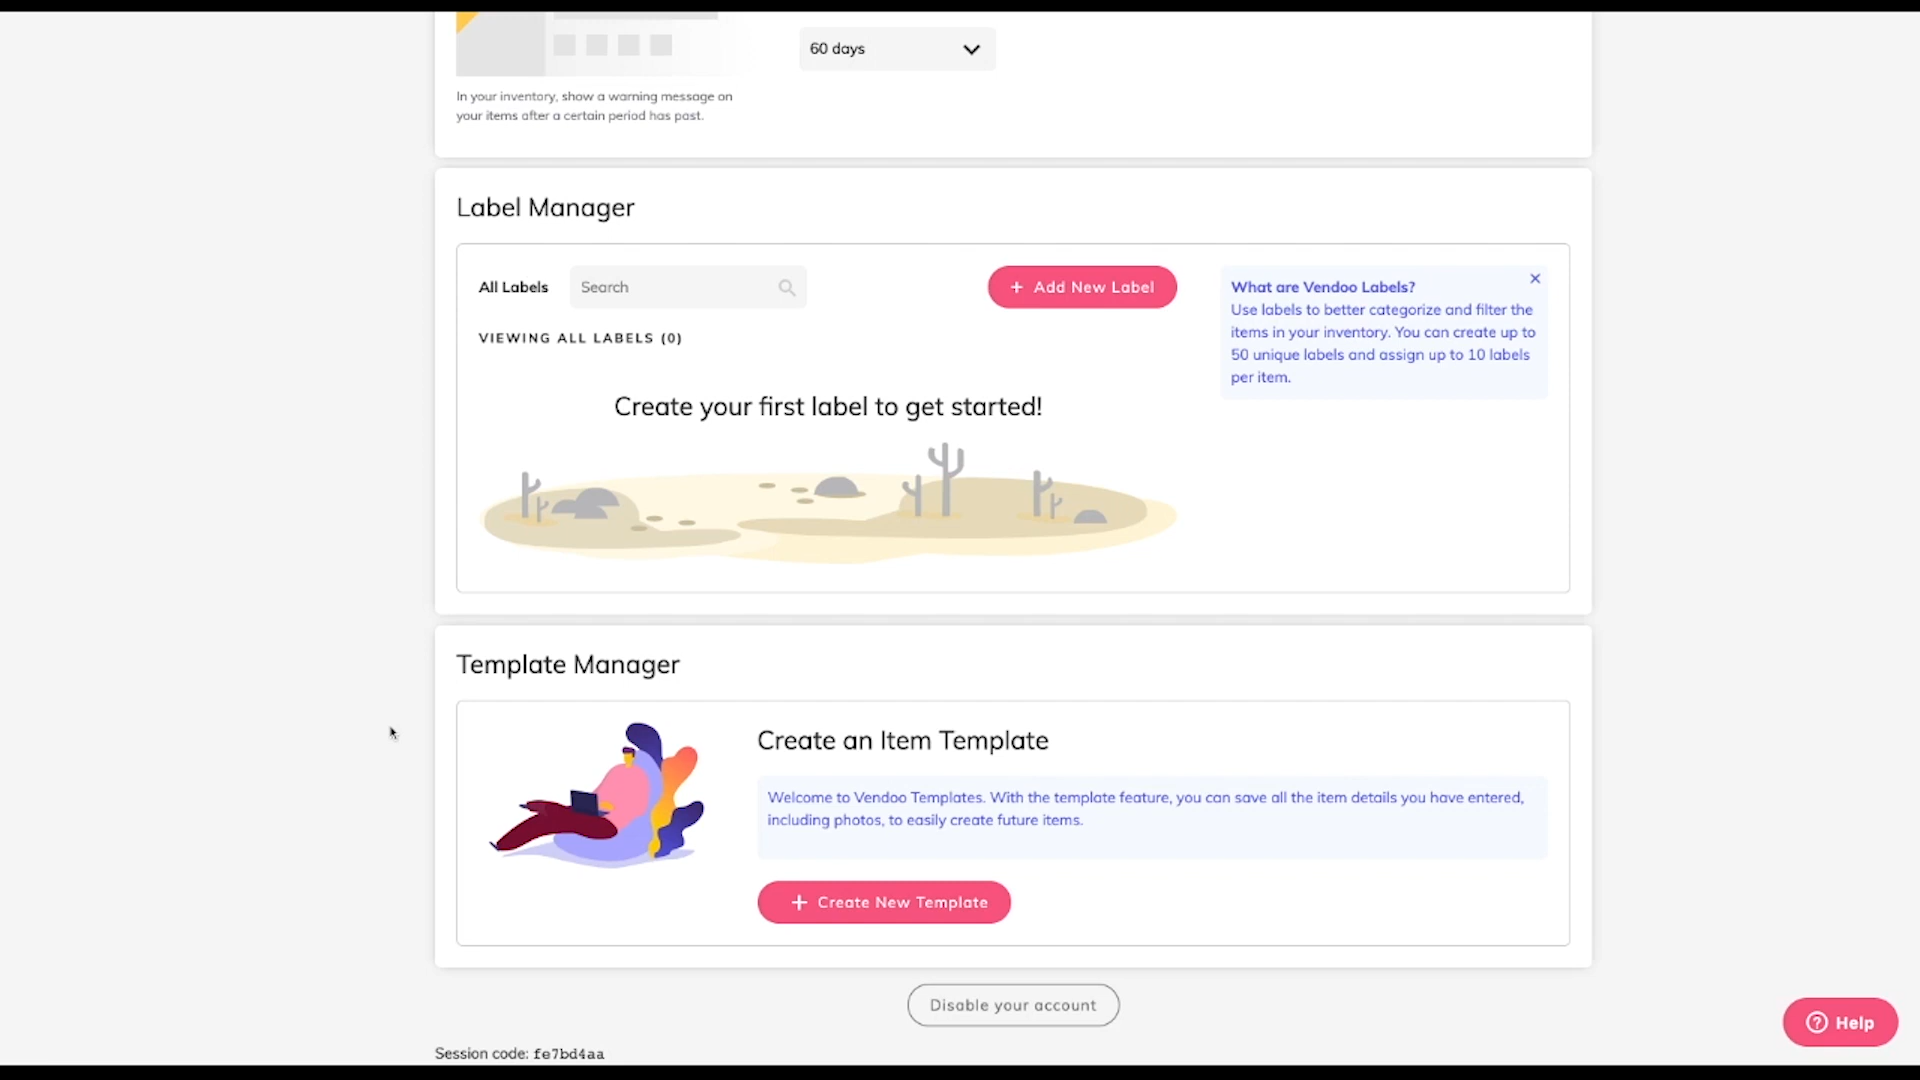 60 days
In your inventory, show a warning message on
your items after a certain period has past.
Label Manager
All Labels
Search
+ Add New Label
VIEWING ALL LABELS (0)
Create your first label to get started!
What are Vendoo Labels?
Use labels to better categorize and filter the
items in your inventory. You can create up to
50 unique labels and assign up to 10 labels
per item.
Template Manager
Create an Item Template
Welcome to Vendoo Templates. With the template feature, you can save all the item details you have entered,
including photos, to easily create future items.
+ Create New Template
Disable your account
Help
Session code: fe7bd4aa